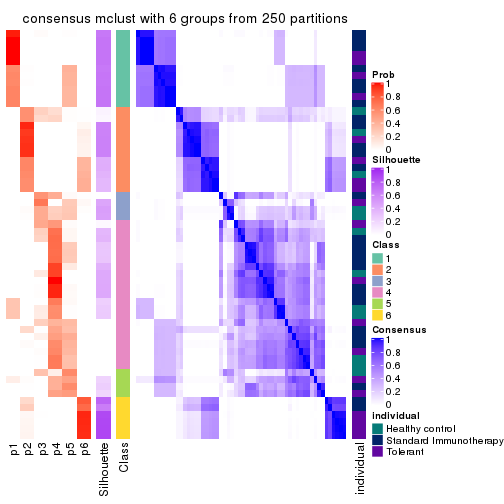 consensus mclust with 6 groups from 250 partitions
Prob
1
0.8
0.6
0.4
0.2
0
Silhouette
1
0.8
0.6
0.4
0.2
0
Class
1
2
3
4
5
6
Consensus
1
0.8
0.6
0.4
0.2
0
individual
Healthy control
Standard Immunotherapy
Tolerant
p1
p2
p3
p4
p5
p6
Silhouette
Class
individual